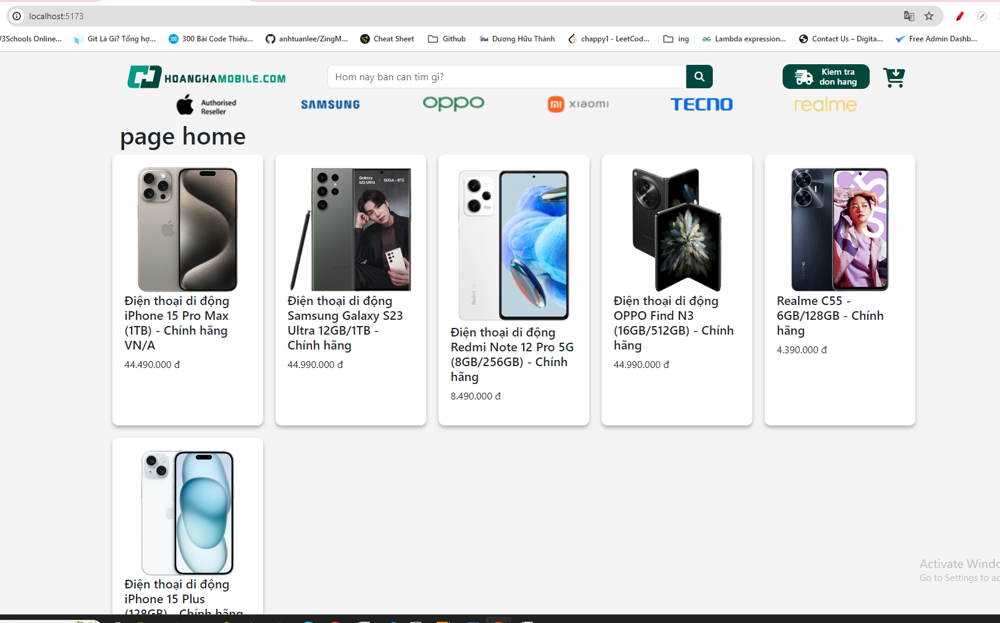 localhost:5173
/3Schools Online...
Git Là Gì? Tổng hợ...
300 Bài Code Thiếu...
anhtuanlee/ZingM...
Cheat Sheet
Github
Dương Hữu Thành
chappy1 - LeetCod...
ing
Lambda expression...
Contact Us – Digita...
Free Admin Dashb...
HOANGHAMOBILE.COM
Hom nay ban can tim gi?
Kiem tra
don hang
Authorised
Reseller
SAMSUNG
oppo
xiaomi
TECNO
realme
page home
Galaxy
S23 Ultra
SUGA - BTS
Điện thoại di động
iPhone 15 Pro Max
(1TB) - Chính hãng
VN/A
44.490.000 đ
Điện thoại di động
Samsung Galaxy S23
Ultra 12GB/1TB -
Chính hãng
44.990.000 đ
Redmi
Điện thoại di động
Redmi Note 12 Pro 5G
(8GB/256GB) - Chính
hãng
8.490.000 đ
Điện thoại di động
OPPO Find N3
(16GB/512GB) - Chính
hãng
44.990.000 đ
realme
Realme C55 -
6GB/128GB - Chính
hãng
4.390.000 đ
Điện thoại di động
iPhone 15 Plus
(128GB) - Chính hãng
Activate Windo
Go to Settings to ac